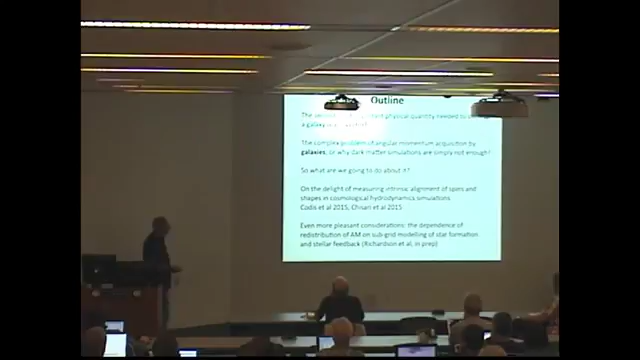 Outline
The
physical quantity needed to
a galaxy
The complex problem of angular momentum acquisition by
galaxies, or why dark matter simulations are simply not enough?
So what are we going to do about it?
On the delight of measuring intrinsic alignment of spins and
shapes in cosmological hydrodynamics simulations.
Codis et al 2015, Chisari et al 2015
Even more pleasant considerations: the dependence of
redistribution of AM on sub-grid modelling of star formation
and stellar feedback (Richardson et al, in prep)